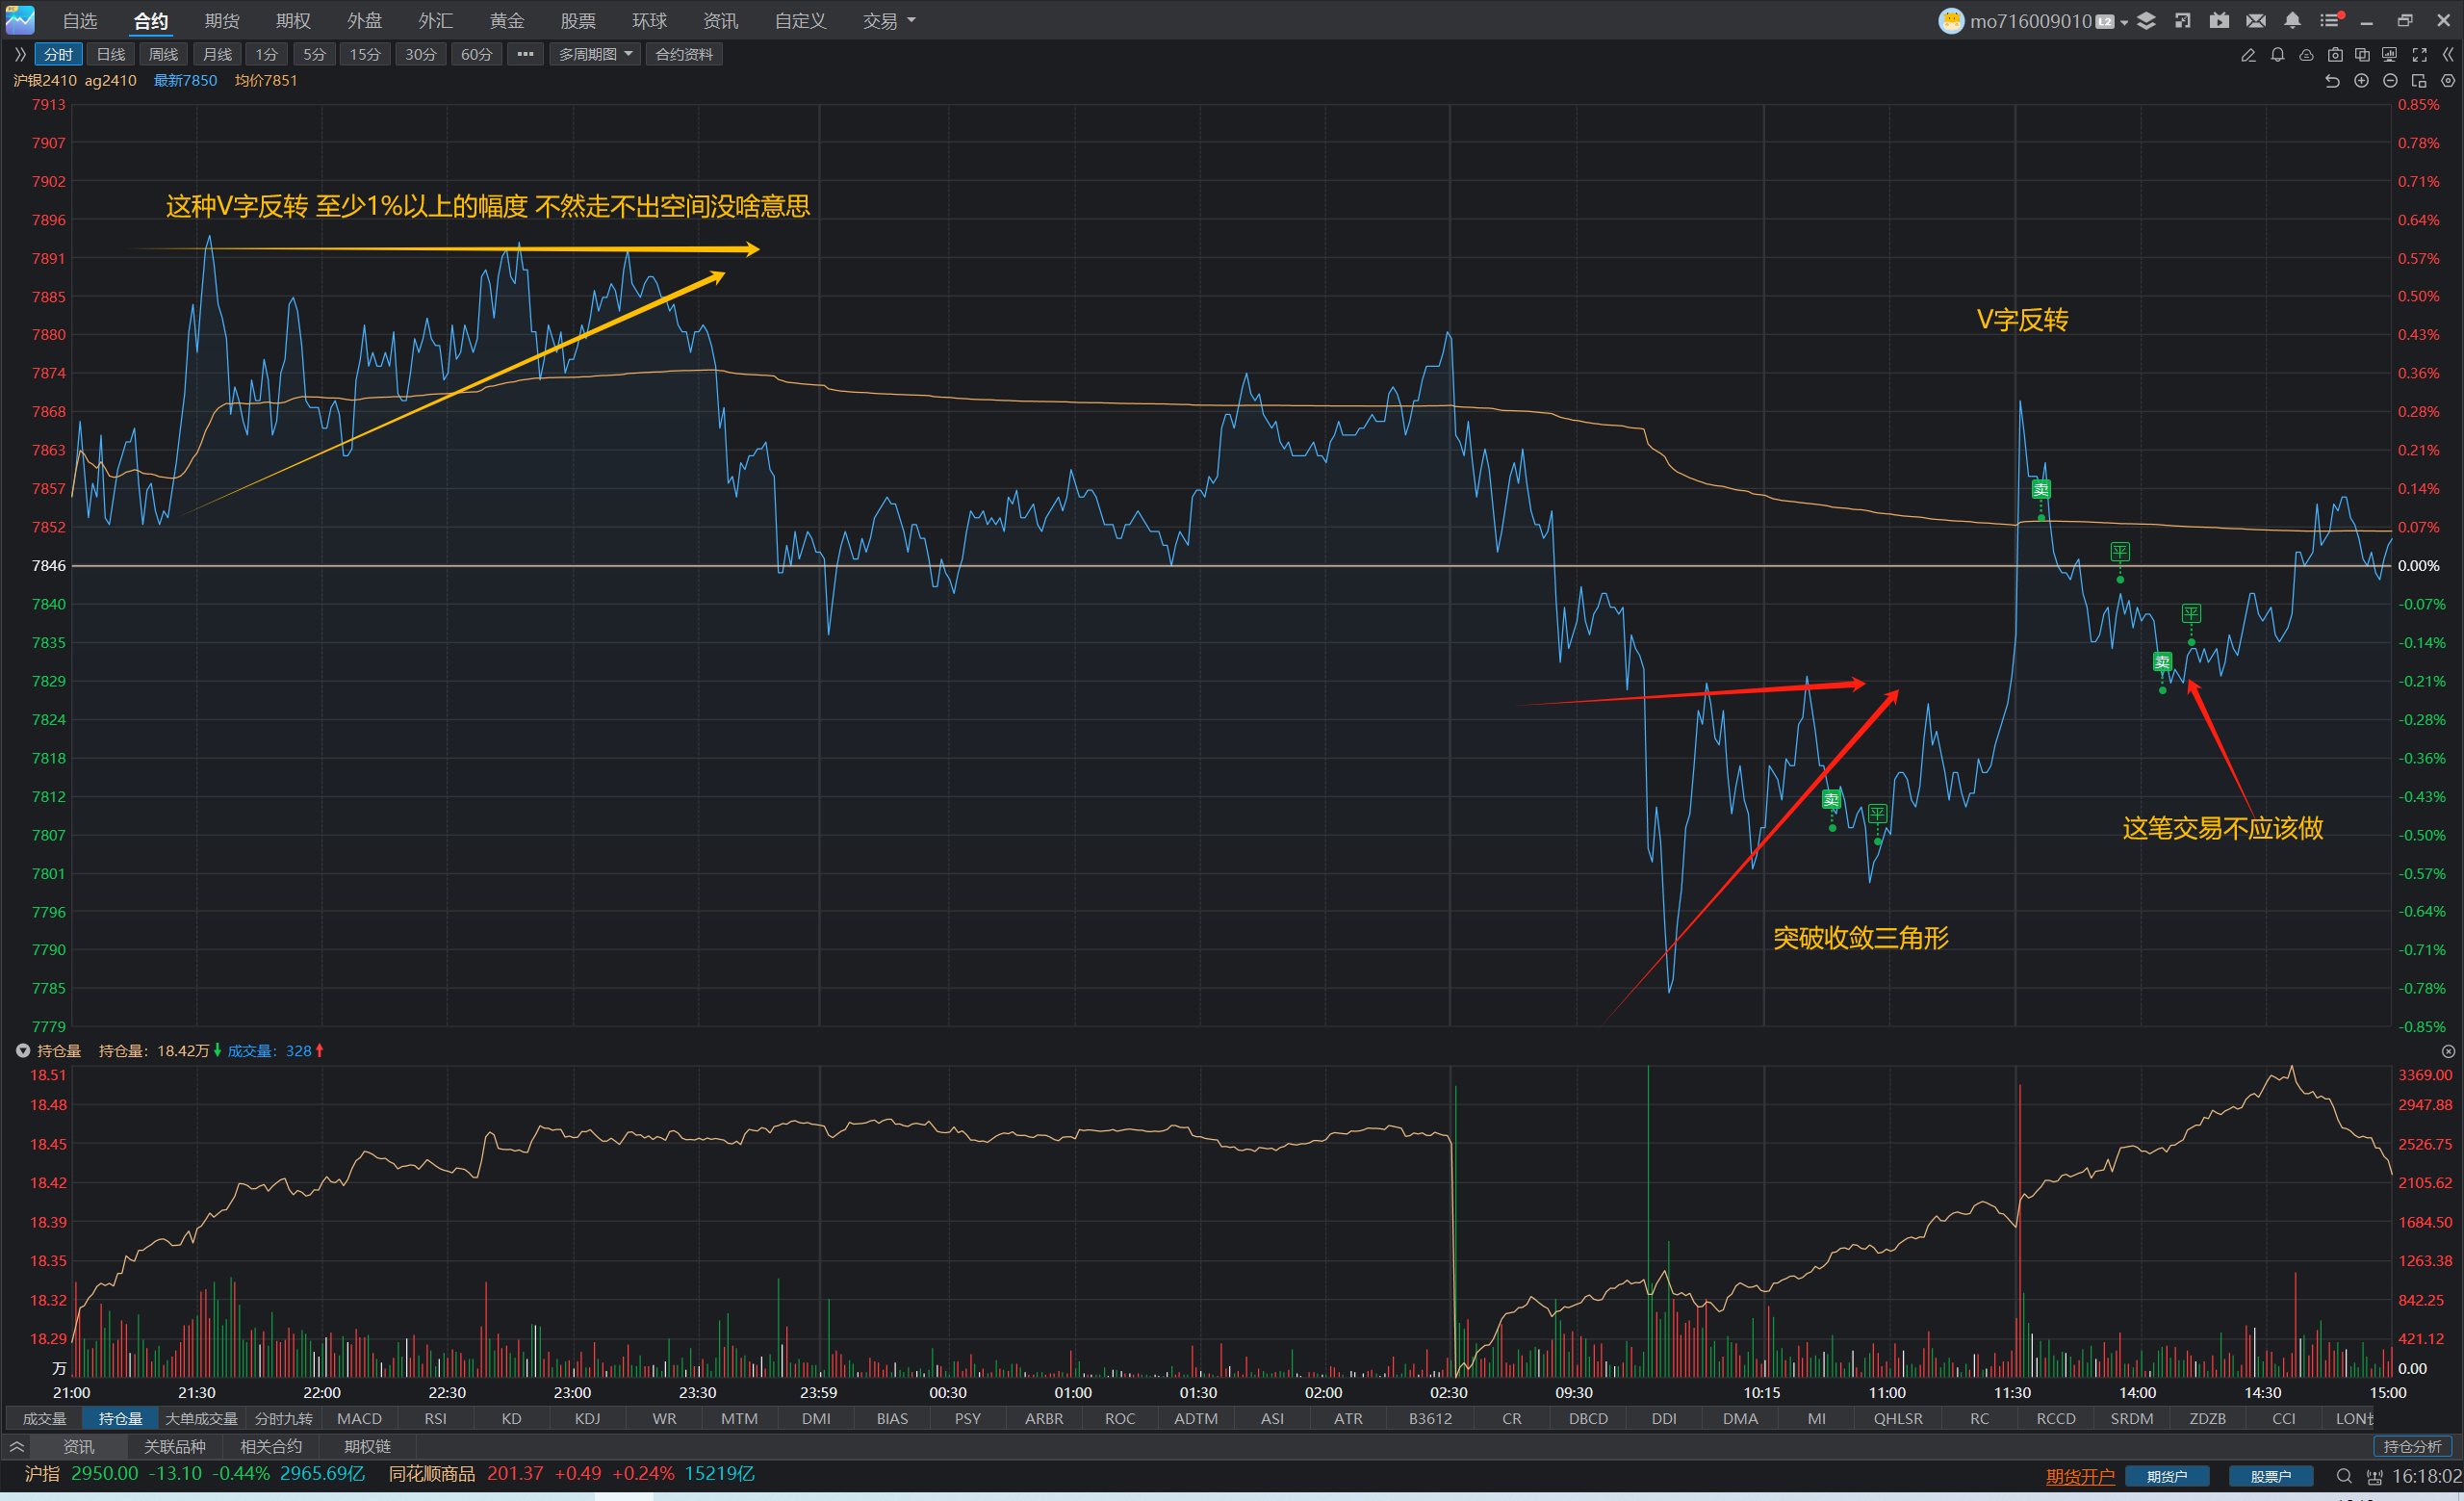 自选 合约 期货 期权 外盘 外汇 黄金 股票 环球 资讯 自定义 交易 mo716009010 L2
分时 日线 周线 月线 1分 5分 15分 30分 60分 ••• 多周期图 合约资料
沪银2410 ag2410 最新7850 均价7851
7913 0.85%
7907 0.78%
7902 0.71%
这种V字反转 至少1%以上的幅度 不然走不出空间没啥意思
7896 0.64%
7891 0.57%
7885 0.50%
V字反转
7880 0.43%
7874 0.36%
7868 0.28%
7863 0.21%
7857 卖 0.14%
7852 0.07%
平
7846 0.00%
7840 -0.07%
平
7835 -0.14%
卖
7829 -0.21%
7824 -0.28%
7818 -0.36%
7812 卖 -0.43%
平
这笔交易不应该做
7807 -0.50%
7801 -0.57%
7796 -0.64%
突破收敛三角形
7790 -0.71%
7785 -0.78%
7779 -0.85%
持仓量 持仓量: 18.42万 成交量: 328
18.51 3369.00
18.48 2947.88
18.45 2526.75
18.42 2105.62
18.39 1684.50
18.35 1263.38
18.32 842.25
18.29 421.12
万 0.00
21:00 21:30 22:00 22:30 23:00 23:30 23:59 00:30 01:00 01:30 02:00 02:30 09:30 10:15 11:00 11:30 14:00 14:30 15:00
成交量 持仓量 大单成交量 分时九转 MACD RSI KD KDJ WR MTM DMI BIAS PSY ARBR ROC ADTM ASI ATR B3612 CR DBCD DDI DMA MI QHLSR RC RCCD SRDM ZDZB CCI
资讯 关联品种 相关合约 期权链 持仓分析
沪指 2950.00 -13.10 -0.44% 2965.69亿 同花顺商品 201.37 +0.49 +0.24% 15219亿 期货开户 期货户 股票户 16:18:02